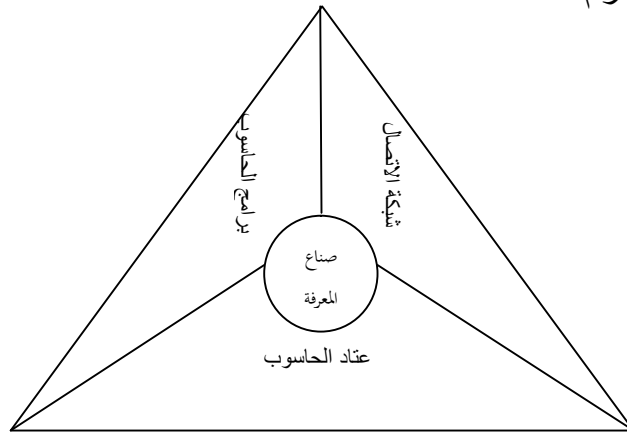 شبكة الاتصال
برامج الحاسوب
صناع
المعرفة
عتاد الحاسوب